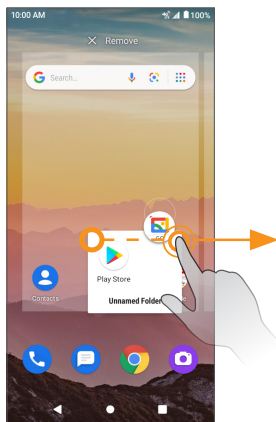 10:00 AM
100%
Remove
Search...
Play Store
Contacts
Unnamed Folder